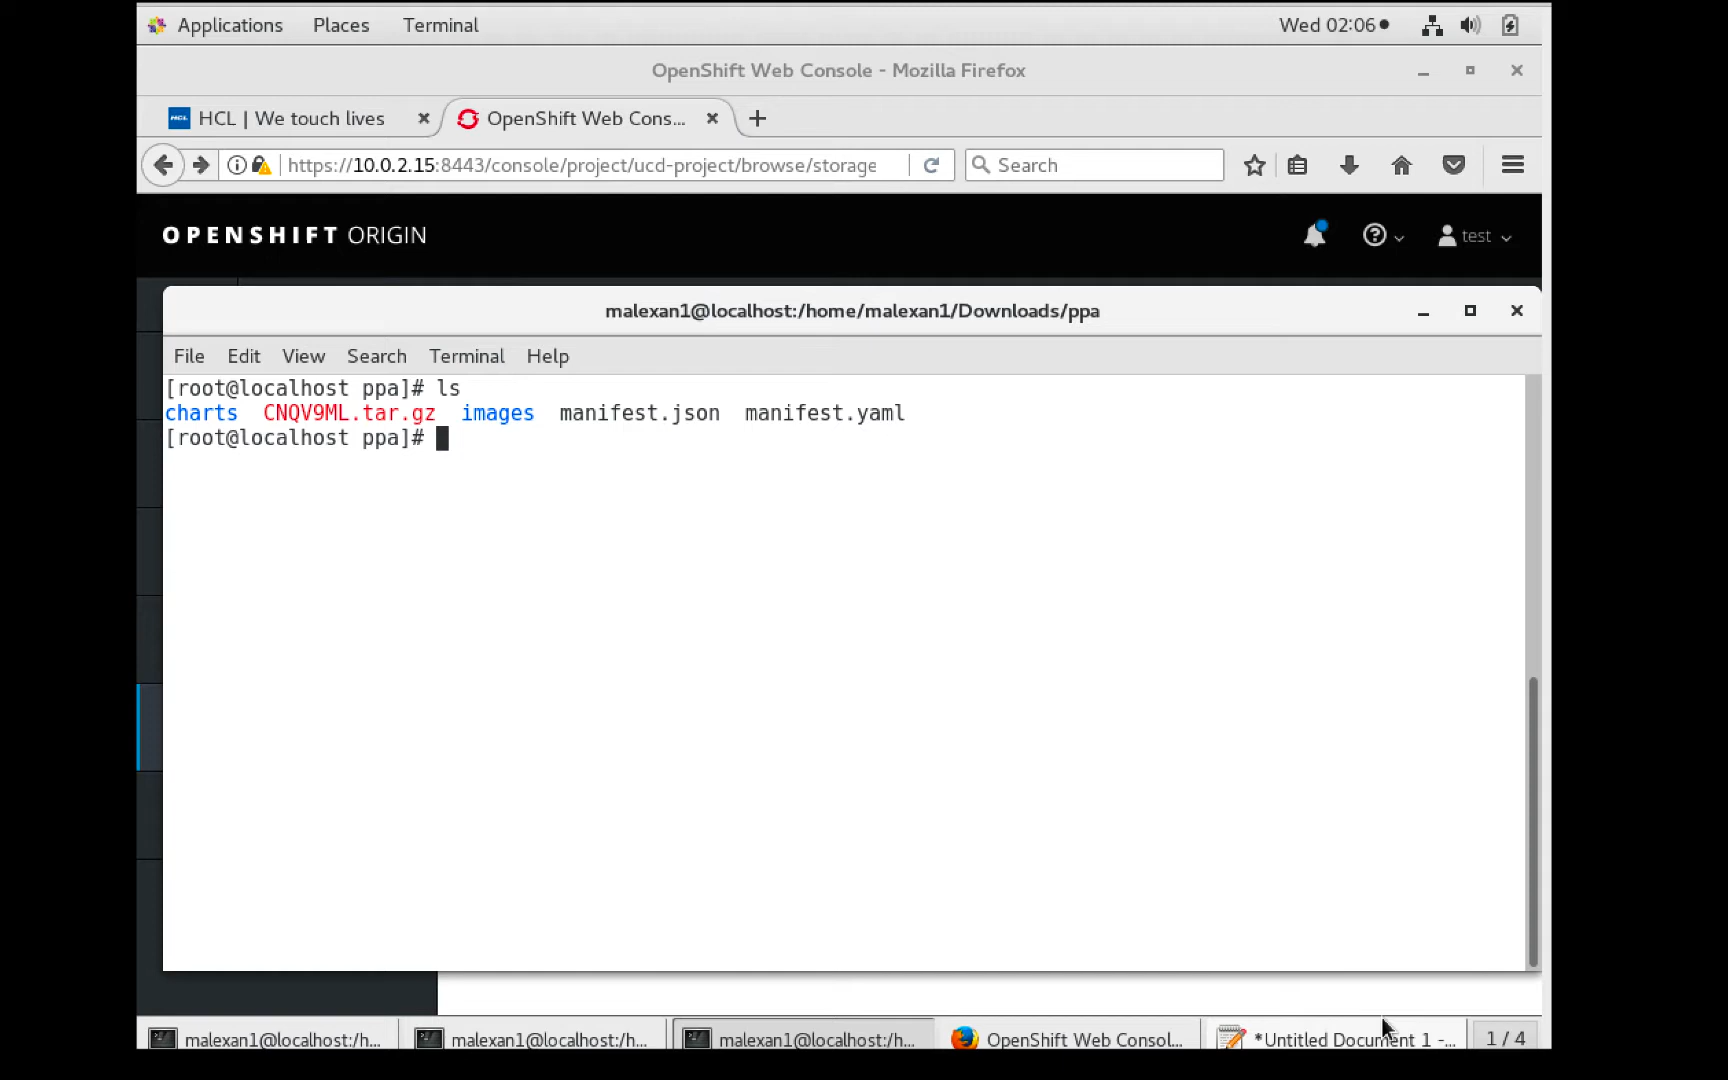 Applications Places Terminal Wed 02:06
OpenShift Web Console - Mozilla Firefox
HCL HCL | We touch lives OpenShift Web Cons...
https://10.0.2.15:8443/console/project/ucd-project/browse/storage Search
OPENSHIFT ORIGIN test
malexan1@localhost:/home/malexan1/Downloads/ppa
File Edit View Search Terminal Help
[root@localhost ppa]# ls
charts CNQV9ML.tar.gz images manifest.json manifest.yaml
[root@localhost ppa]#
malexan1@localhost:/h... malexan1@localhost:/h... malexan1@localhost:/h... OpenShift Web Consol... *Untitled Document 1 -... 1 / 4